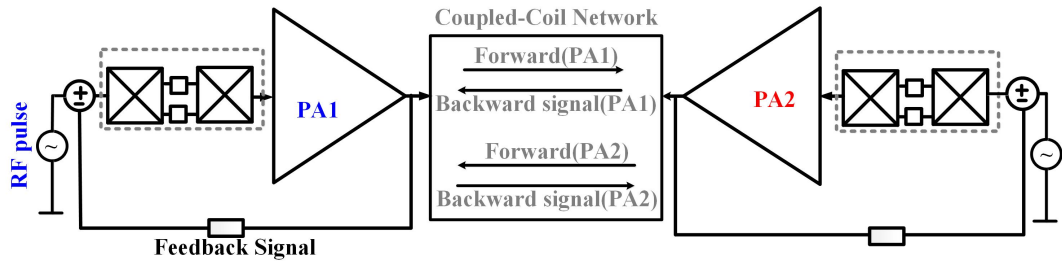 Coupled-Coil Network
Forward(PA1)
Backward signal(PA1)
Forward(PA2)
Backward signal(PA2)
RF pulse
±
PA1
PA2
±
~
~
Feedback Signal